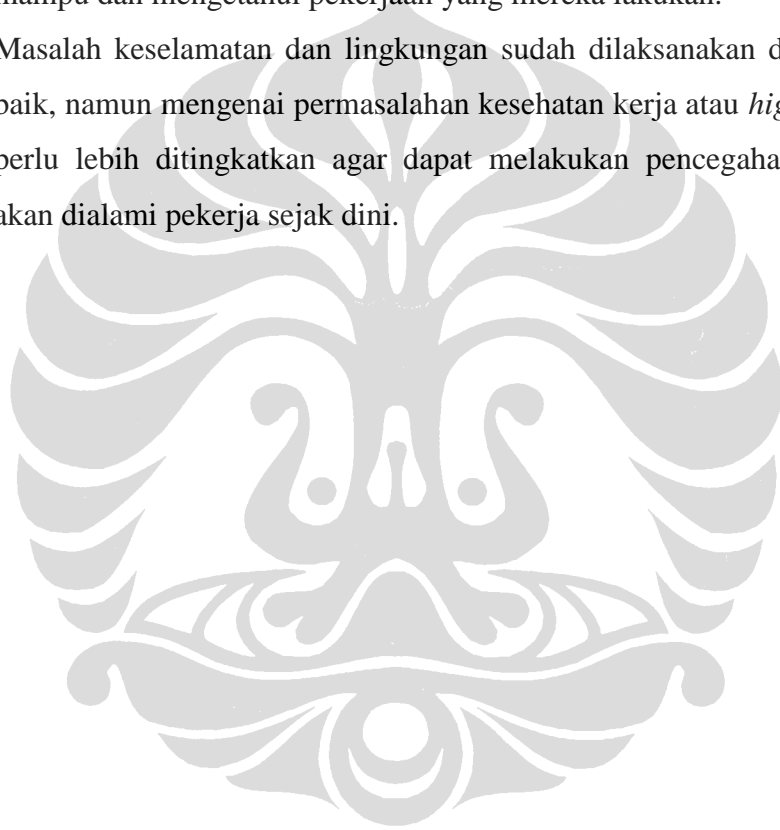 mampu dan mengetahui pekerjaan yang mereka lakukan.
Masalah keselamatan dan lingkungan sudah dilaksanakan d
baik, namun mengenai permasalahan kesehatan kerja atau hig
perlu lebih ditingkatkan agar dapat melakukan pencegaha
akan dialami pekerja sejak dini.